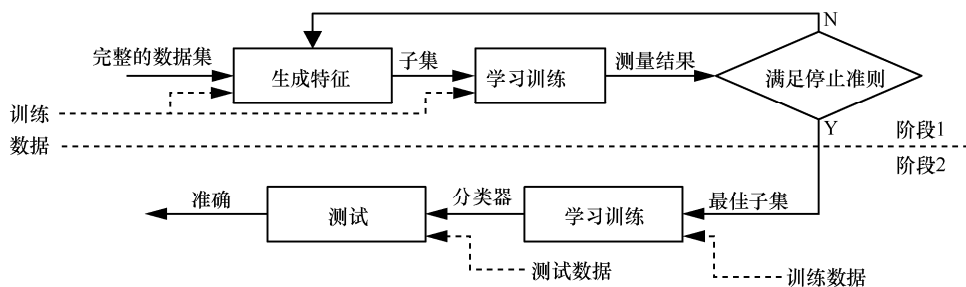 N
完整的数据集
生成特征
子集
学习训练
测量结果
满足停止准则
训练
数据
Y
阶段1
阶段2
准确
测试
分类器
学习训练
最佳子集
测试数据
训练数据